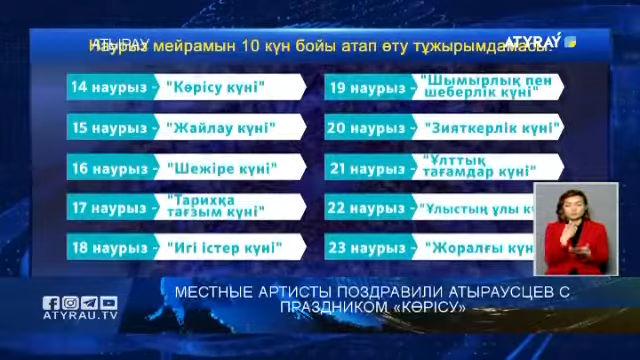 АТЫРАУ
Наурыз мейрамын 10 күн бойы атап өту тұжырымдамасы:
ATYRAÝ
14 наурыз - "Көрісу күні"
15 наурыз - "Жайлау күні"
16 наурыз - "Шежіре күні"
17 наурыз - "Тарихқа
тағзым күні"
18 наурыз - "Игі істер күні"
19 наурыз - "Шымырлық пен
шеберлік күні"
20 наурыз - "Зияткерлік күні"
21 наурыз - "Ұлттық
тағамдар күні"
22 наурыз - "Ұлыстың ұлы
23 наурыз - "Жоралғы
МЕСТНЫЕ АРТИСТЫ ПОЗДРАВИЛИ АТЫРАУСЦЕВ С
ПРАЗДНИКОМ «КӨРІСУ»
ATYRAU.TV